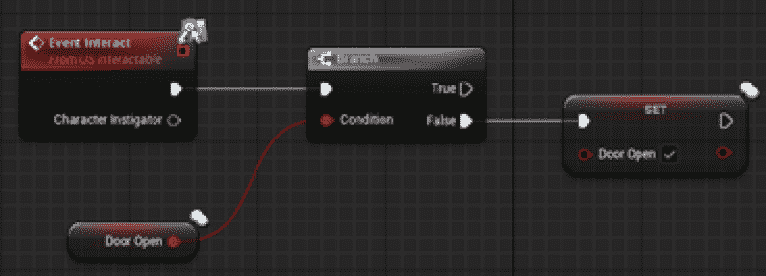 Event Interact
From US Interactable
Character Instigator
Branch
True
Condition
False
SET
Door Open
Door Open